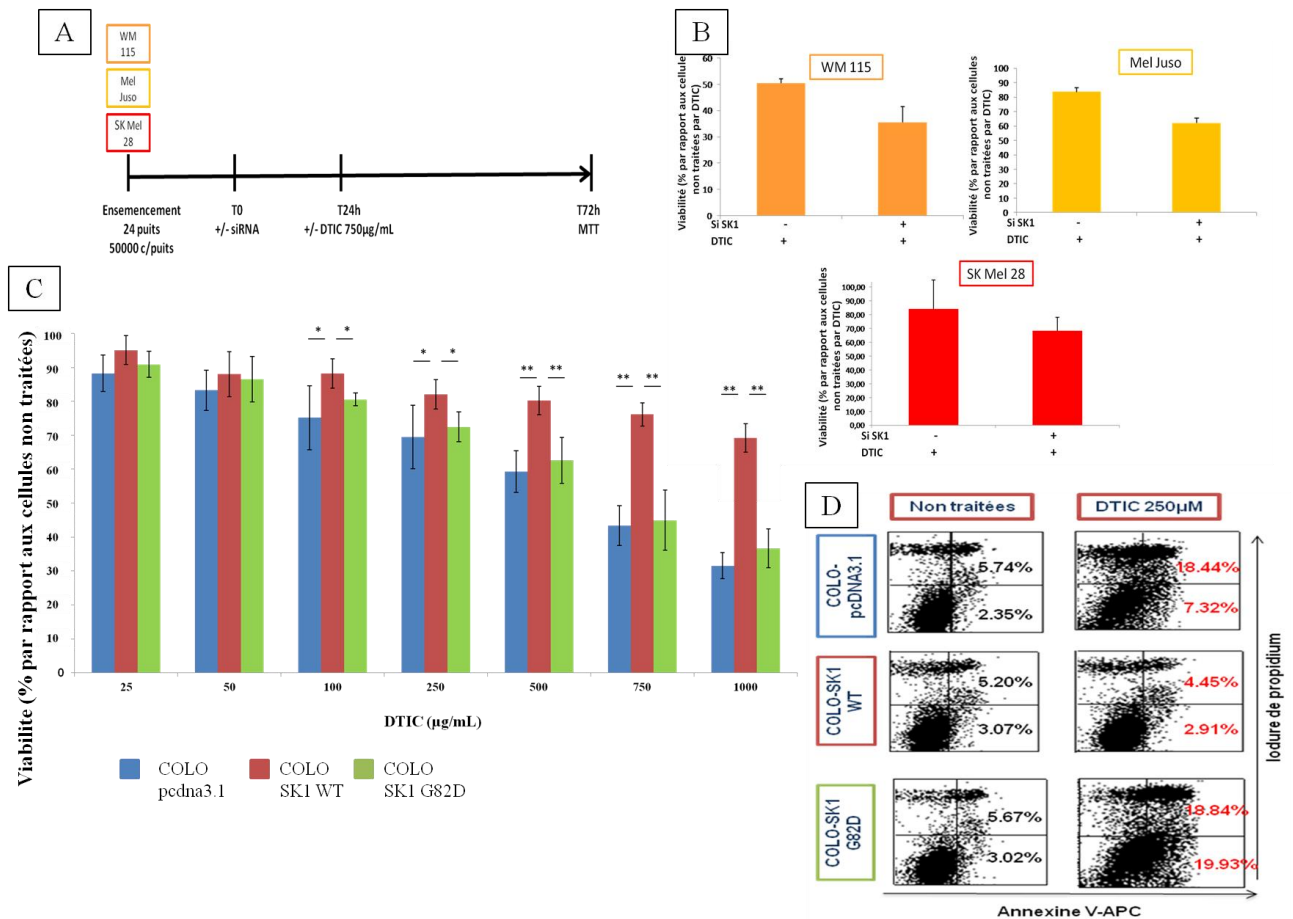 A
WM
115
Mel
Juso
SK Mel
28
Ensemencement
24 puits
50000 c/puits
T0
+/- siRNA
T24h
+/- DTIC 750µg/mL
T72h
MTT
B
Viabilité (% par rapport aux cellules
non traitées par DTIC)
60
50
40
30
20
10
0
WM 115
Si SK1
-
+
DTIC
+
+
Viabilité (% par rapport aux cellules
non traitées par DTIC)
100
90
80
70
60
50
40
30
20
10
0
Mel Juso
Si SK1
-
+
DTIC
+
+
Viabilité (% par rapport aux cellules
non traitées par DTIC)
100,00
90,00
80,00
70,00
60,00
50,00
40,00
30,00
20,00
10,00
0,00
SK Mel 28
Si SK1
-
+
DTIC
+
+
C
Viabilite (% par rapport aux cellules non traitées)
100
90
80
70
60
50
40
30
20
10
0
* *
* *
** **
** **
** **
25 50 100 250 500 750 1000
DTIC (µg/mL)
COLO
pcdna3.1
COLO
SK1 WT
COLO
SK1 G82D
D
Non traitées
DTIC 250µM
COLO-
pcDNA3.1
5.74%
2.35%
18.44%
7.32%
COLO-SK1
WT
5.20%
3.07%
4.45%
2.91%
COLO-SK1
G82D
5.67%
3.02%
18.84%
19.93%
Iodure de propidium
Annexine V-APC